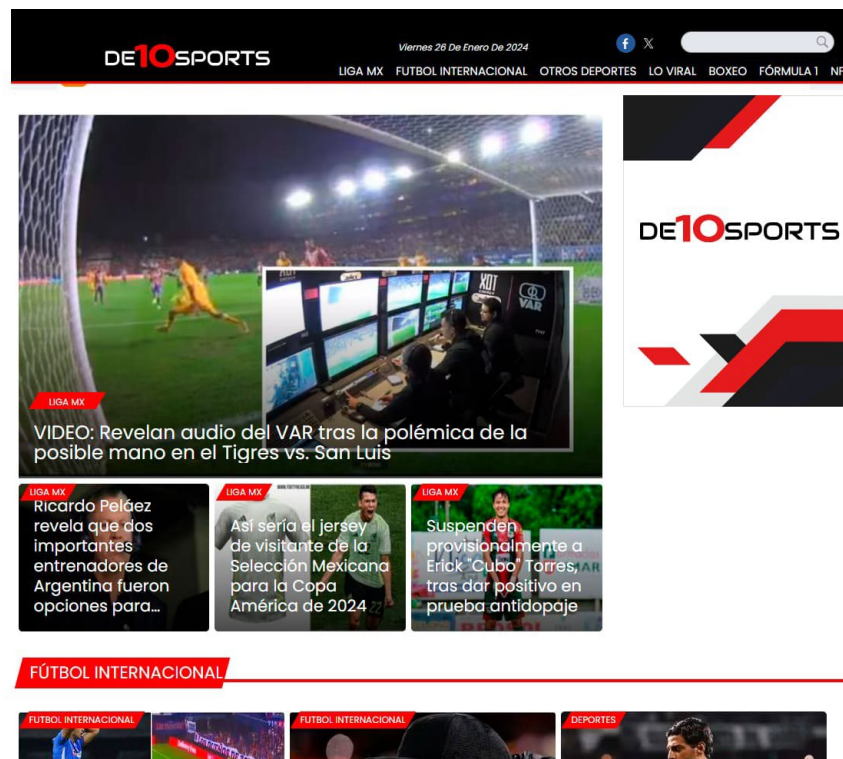 DE10SPORTS
Viernes 26 De Enero De 2024
LIGA MX FUTBOL INTERNACIONAL OTROS DEPORTES LO VIRAL BOXEO FÓRMULA 1
DE10SPORTS
VAR
LIGA MX
VIDEO: Revelan audio del VAR tras la polémica de la
posible mano en el Tigres vs. San Luis
LIGA MX
Ricardo Peláez
revela que dos
importantes
entrenadores de
Argentina fueron
opciones para...
LIGA MX
Así sería el jersey
de visitante de la
Selección Mexicana
para la Copa
América de 2024
22
LIGA MX
Suspenden
provisionalmente a
Erick "Cubo" Torres,
tras dar positivo en
prueba antidopaje
FÚTBOL INTERNACIONAL
FUTBOL INTERNACIONAL
FUTBOL INTERNACIONAL
DEPORTES